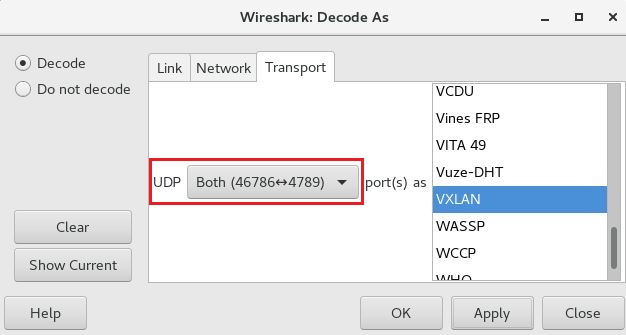 Wireshark: Decode As
Decode
Do not decode
Link Network Transport
UDP Both (46786↔4789) port(s) as
VCDU
Vines FRP
VITA 49
Vuze-DHT
VXLAN
WASSP
WCCP
WHO
Clear
Show Current
Help
OK
Apply
Close